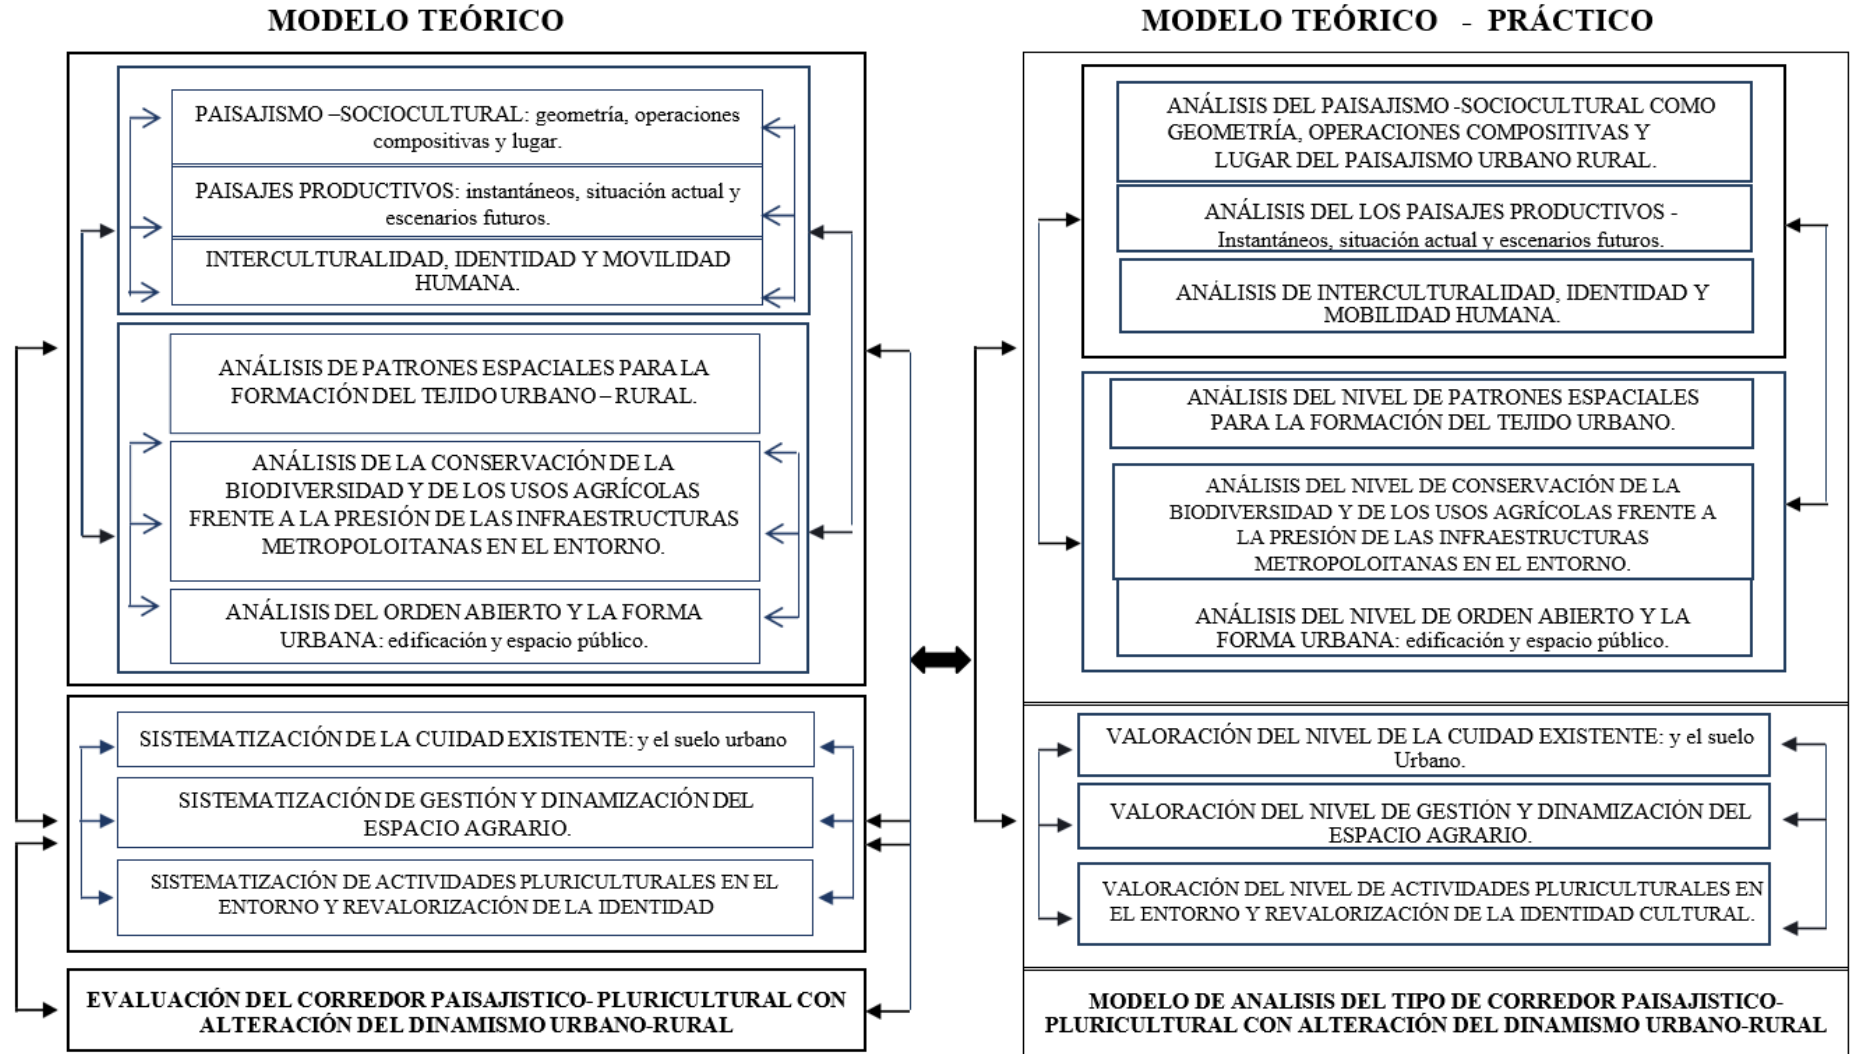 MODELO TEÓRICO
PAISAJISMO –SOCIOCULTURAL: geometría, operaciones
compositivas y lugar.
PAISAJES PRODUCTIVOS: instantáneos, situación actual y
escenarios futuros.
INTERCULTURALIDAD, IDENTIDAD Y MOVILIDAD
HUMANA.
ANÁLISIS DE PATRONES ESPACIALES PARA LA
FORMACIÓN DEL TEJIDO URBANO – RURAL.
ANÁLISIS DE LA CONSERVACIÓN DE LA
BIODIVERSIDAD Y DE LOS USOS AGRÍCOLAS
FRENTE A LA PRESIÓN DE LAS INFRAESTRUCTURAS
METROPOLOITANAS EN EL ENTORNO.
ANÁLISIS DEL ORDEN ABIERTO Y LA FORMA
URBANA: edificación y espacio público.
SISTEMATIZACIÓN DE LA CUIDAD EXISTENTE: y el suelo urbano
SISTEMATIZACIÓN DE GESTIÓN Y DINAMIZACIÓN DEL
ESPACIO AGRARIO.
SISTEMATIZACIÓN DE ACTIVIDADES PLURICULTURALES EN EL
ENTORNO Y REVALORIZACIÓN DE LA IDENTIDAD
EVALUACIÓN DEL CORREDOR PAISAJISTICO- PLURICULTURAL CON
ALTERACIÓN DEL DINAMISMO URBANO-RURAL
MODELO TEÓRICO - PRÁCTICO
ANÁLISIS DEL PAISAJISMO -SOCIOCULTURAL COMO
GEOMETRÍA, OPERACIONES COMPOSITIVAS Y
LUGAR DEL PAISAJISMO URBANO RURAL.
ANÁLISIS DEL LOS PAISAJES PRODUCTIVOS -
Instantáneos, situación actual y escenarios futuros.
ANÁLISIS DE INTERCULTURALIDAD, IDENTIDAD Y
MOBILIDAD HUMANA.
ANÁLISIS DEL NIVEL DE PATRONES ESPACIALES
PARA LA FORMACIÓN DEL TEJIDO URBANO.
ANÁLISIS DEL NIVEL DE CONSERVACIÓN DE LA
BIODIVERSIDAD Y DE LOS USOS AGRÍCOLAS FRENTE A
LA PRESIÓN DE LAS INFRAESTRUCTURAS
METROPOLOITANAS EN EL ENTORNO.
ANÁLISIS DEL NIVEL DE ORDEN ABIERTO Y LA
FORMA URBANA: edificación y espacio público.
VALORACIÓN DEL NIVEL DE LA CUIDAD EXISTENTE: y el suelo
Urbano.
VALORACIÓN DEL NIVEL DE GESTIÓN Y DINAMIZACIÓN DEL
ESPACIO AGRARIO.
VALORACIÓN DEL NIVEL DE ACTIVIDADES PLURICULTURALES EN
EL ENTORNO Y REVALORIZACIÓN DE LA IDENTIDAD CULTURAL.
MODELO DE ANALISIS DEL TIPO DE CORREDOR PAISAJISTICO-
PLURICULTURAL CON ALTERACIÓN DEL DINAMISMO URBANO-RURAL